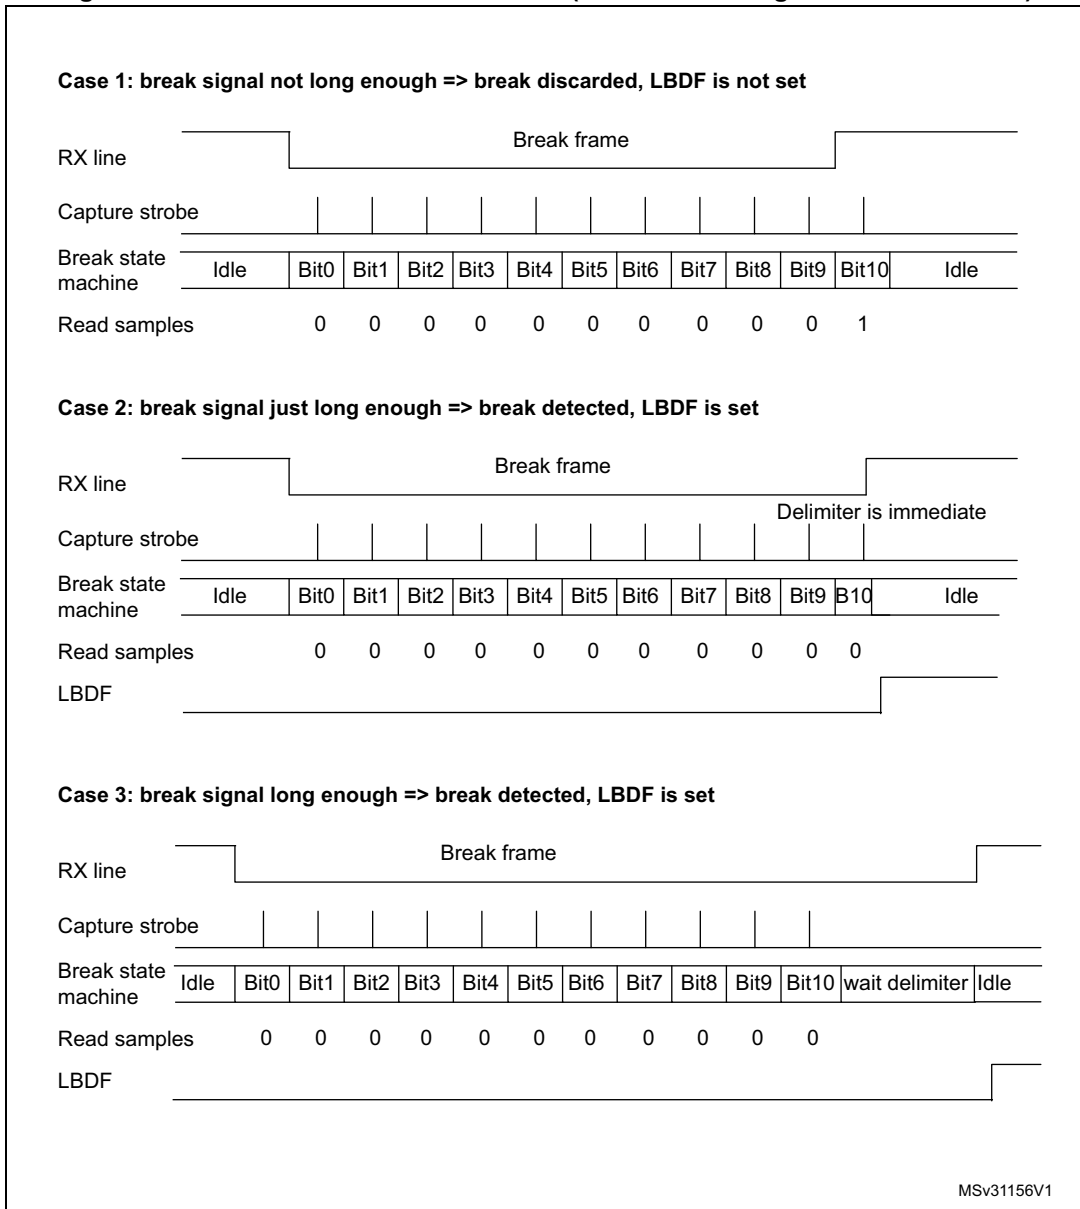 Case 1: break signal not long enough => break discarded, LBDF is not set
Break frame
RX line
Capture strobe
Break state machine
Idle Bit0 Bit1 Bit2 Bit3 Bit4 Bit5 Bit6 Bit7 Bit8 Bit9 Bit10 Idle
Read samples 0 0 0 0 0 0 0 0 0 0 1
Case 2: break signal just long enough => break detected, LBDF is set
Break frame
RX line
Delimiter is immediate
Capture strobe
Break state machine
Idle Bit0 Bit1 Bit2 Bit3 Bit4 Bit5 Bit6 Bit7 Bit8 Bit9 B10 Idle
Read samples 0 0 0 0 0 0 0 0 0 0 0
LBDF
Case 3: break signal long enough => break detected, LBDF is set
Break frame
RX line
Capture strobe
Break state machine
Idle Bit0 Bit1 Bit2 Bit3 Bit4 Bit5 Bit6 Bit7 Bit8 Bit9 Bit10 wait delimiter Idle
Read samples 0 0 0 0 0 0 0 0 0 0 0
LBDF
MSv31156V1